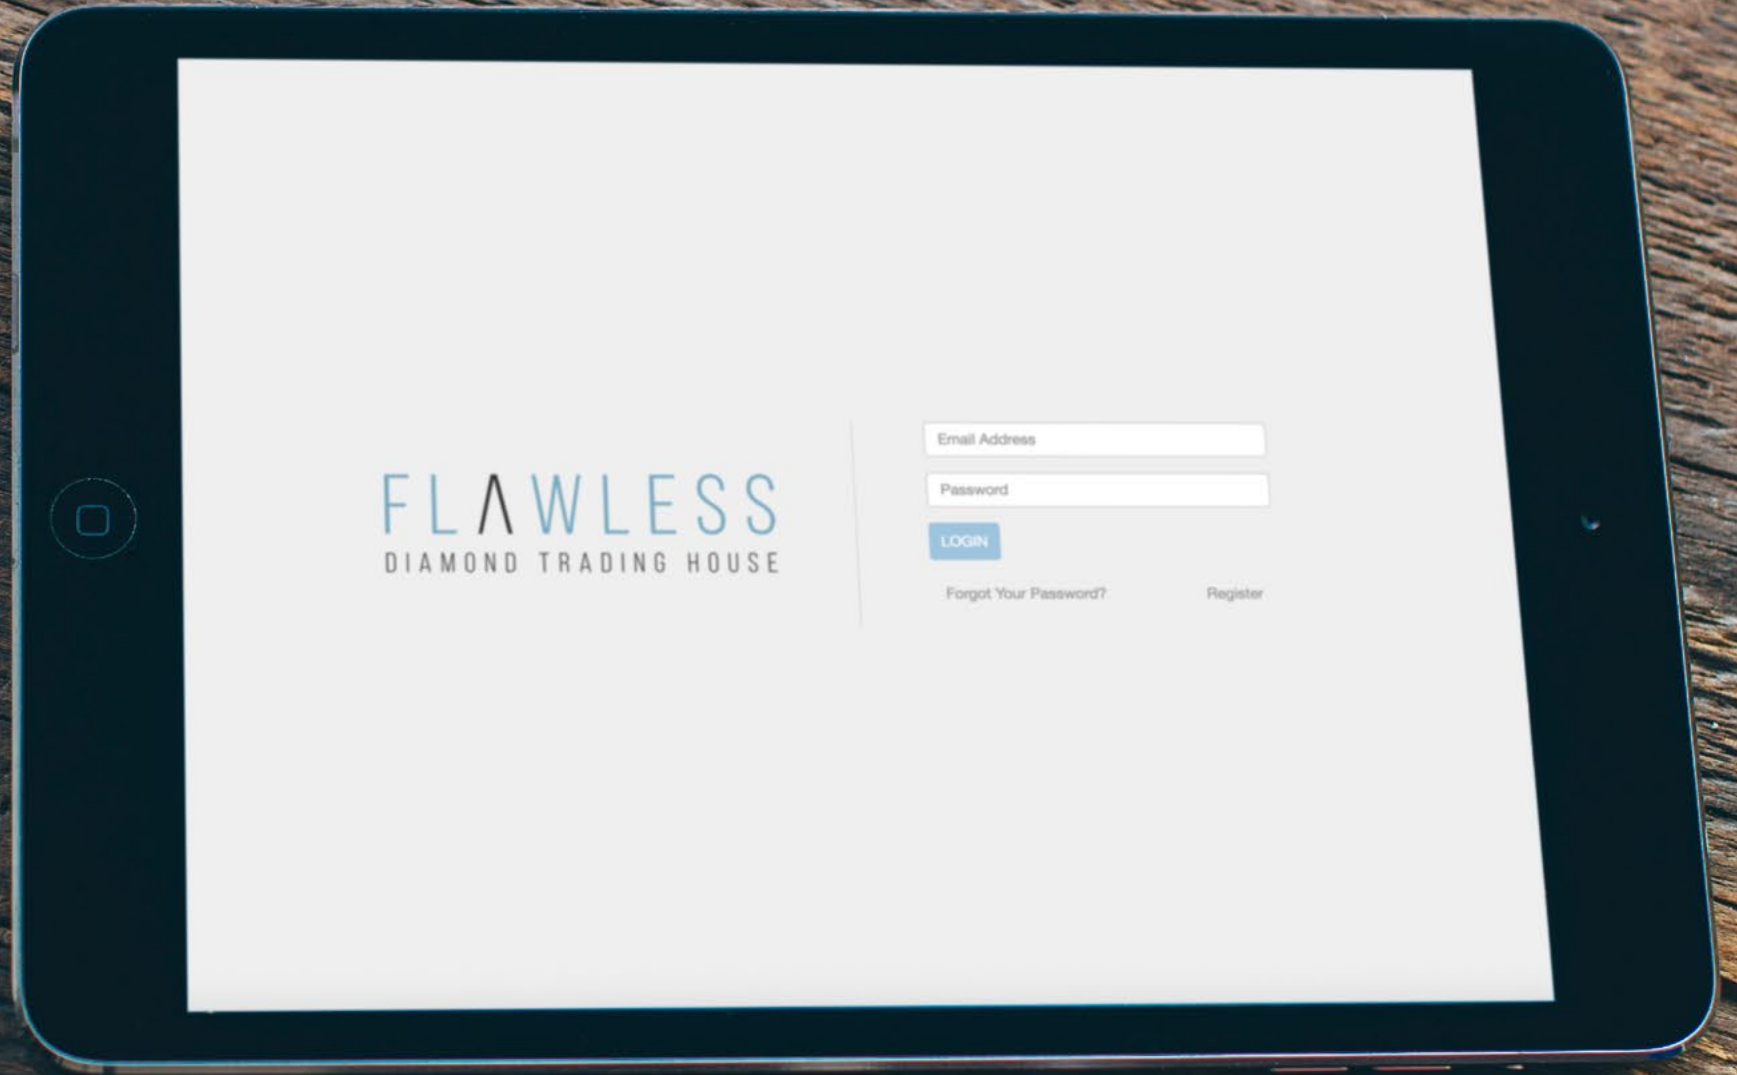 FLAWLESS
DIAMOND TRADING HOUSE
Email Address
Password
LOGIN
Forgot Your Password? Register